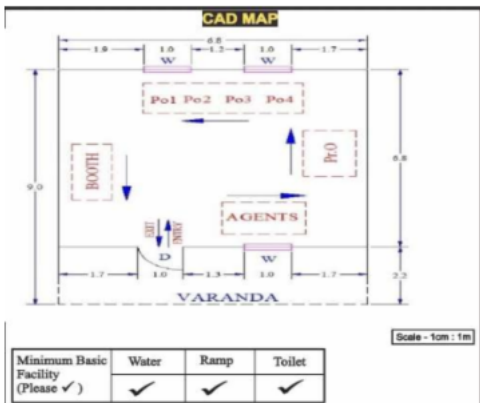 CAD MAP
6.8
1.9 1.0 1.2 1.0 1.7
W W
Po1 Po2 Po3 Po4
BOOTH
Pr.O
9.0
6.8
EXIT
ENTRY
AGENTS
D W
1.7 1.0 1.3 1.0 1.7
2.2
VARANDA
Scale - 1cm : 1m
Minimum Basic Facility (Please ✓) Water Ramp Toilet
✓ ✓ ✓